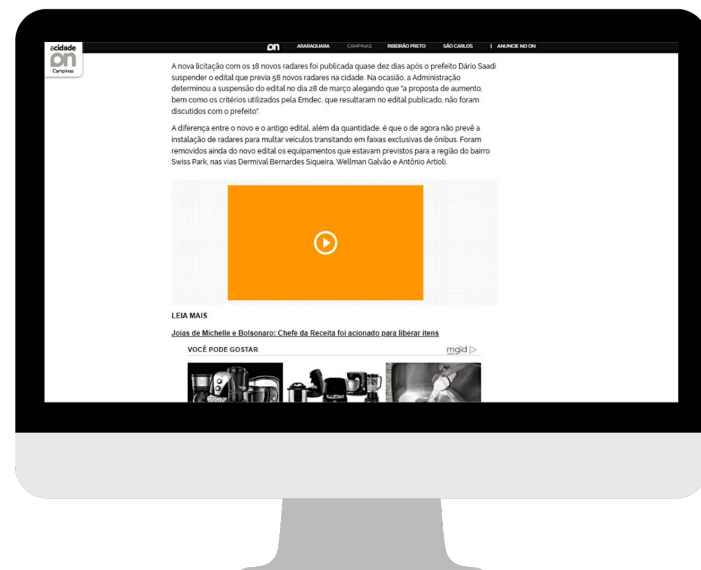 acidade
on
Campinas
on ARARAQUARA CAMPINAS RIBEIRÃO PRETO SÃO CARLOS | ANUNCIE NO ON
A nova licitação com os 18 novos radares foi publicada quase dez dias após o prefeito Dário Saadi
suspender o edital que previa 58 novos radares na cidade. Na ocasião, a Administração
determinou a suspensão do edital no dia 28 de março alegando que "a proposta de aumento,
bem como os critérios utilizados pela Emdec, que resultaram no edital publicado, não foram
discutidos com o prefeito".
A diferença entre o novo e o antigo edital, além da quantidade, é que o de agora não prevê a
instalação de radares para multar veículos transitando em faixas exclusivas de ônibus. Foram
removidos ainda do novo edital os equipamentos que estavam previstos para a região do bairro
Swiss Park, nas vias Dermival Bernardes Siqueira, Wellman Galvão e Antônio Artioli.
LEIA MAIS
Joias de Michelle e Bolsonaro: Chefe da Receita foi acionado para liberar itens
VOCÊ PODE GOSTAR mgid